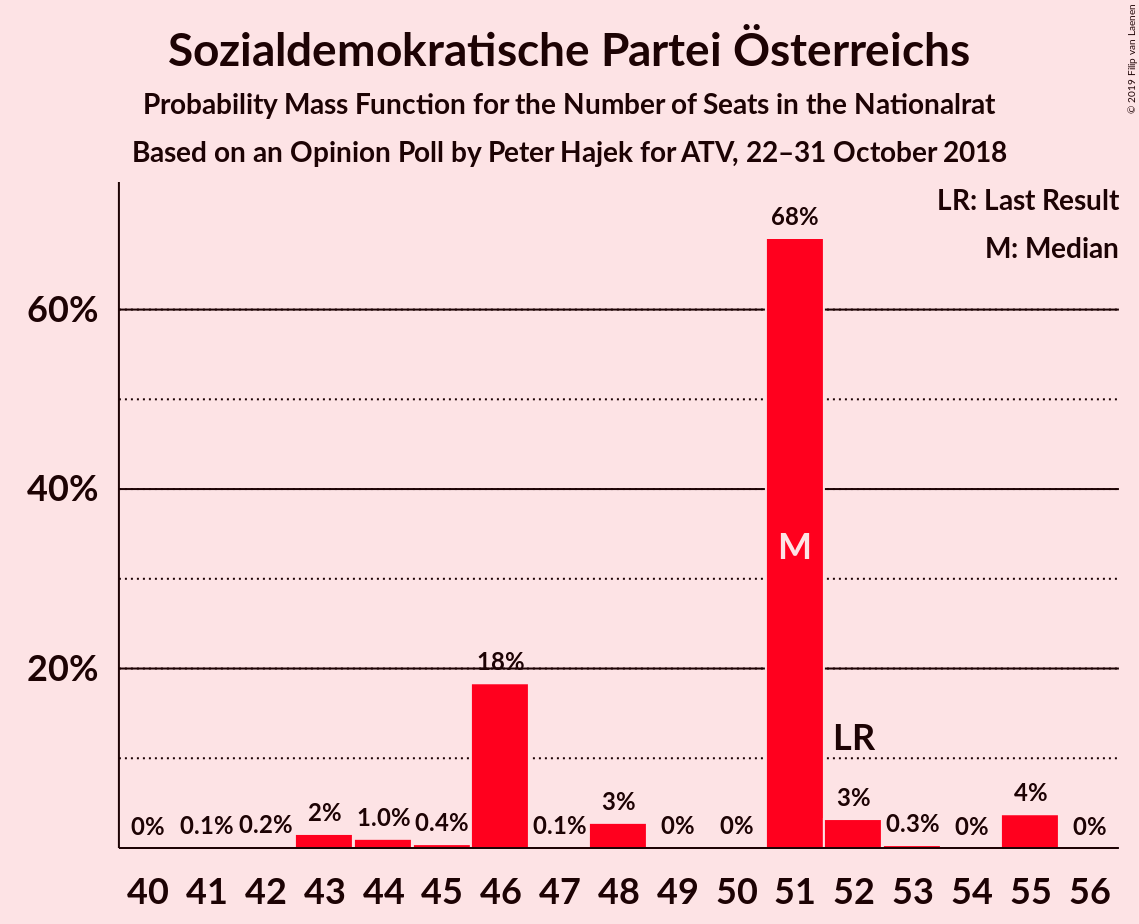 Sozialdemokratische Partei Österreichs
Probability Mass Function for the Number of Seats in the Nationalrat
Based on an Opinion Poll by Peter Hajek for ATV, 22–31 October 2018
© 2019 Filip van Laenen
LR: Last Result
M: Median
60%
40%
20%
0%
0.1%
0.2%
2%
1.0%
0.4%
18%
0.1%
3%
0%
0%
68%
M
LR
3%
0.3%
0%
4%
0%
40 41 42 43 44 45 46 47 48 49 50 51 52 53 54 55 56